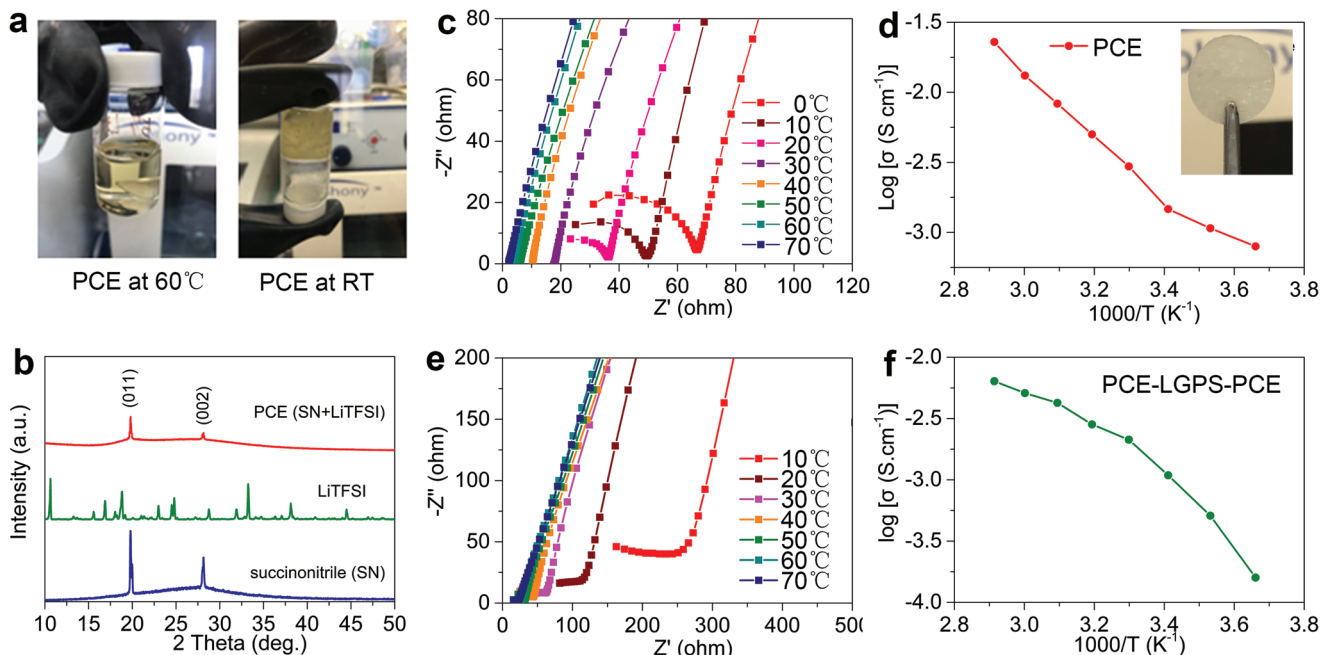 a
PCE at 60℃
PCE at RT
b
Intensity (a.u.)
(011)
(002)
PCE (SN+LiTFSI)
LiTFSI
succinonitrile (SN)
10 15 20 25 30 35 40 45 50
2 Theta (deg.)
c
-Z'' (ohm)
80
60
40
20
0
0℃
10℃
20℃
30℃
40℃
50℃
60℃
70℃
0 20 40 60 80 100 120
Z' (ohm)
d
Log [σ (S cm⁻¹)]
-1.5
-2.0
-2.5
-3.0
PCE
2.8 3.0 3.2 3.4 3.6 3.8
1000/T (K⁻¹)
e
-Z'' (ohm)
200
150
100
50
0
10℃
20℃
30℃
40℃
50℃
60℃
70℃
0 100 200 300 400 500
Z' (ohm)
f
log [σ (S.cm⁻¹)]
-2.0
-2.5
-3.0
-3.5
-4.0
PCE-LGPS-PCE
2.8 3.0 3.2 3.4 3.6 3.8
1000/T (K⁻¹)